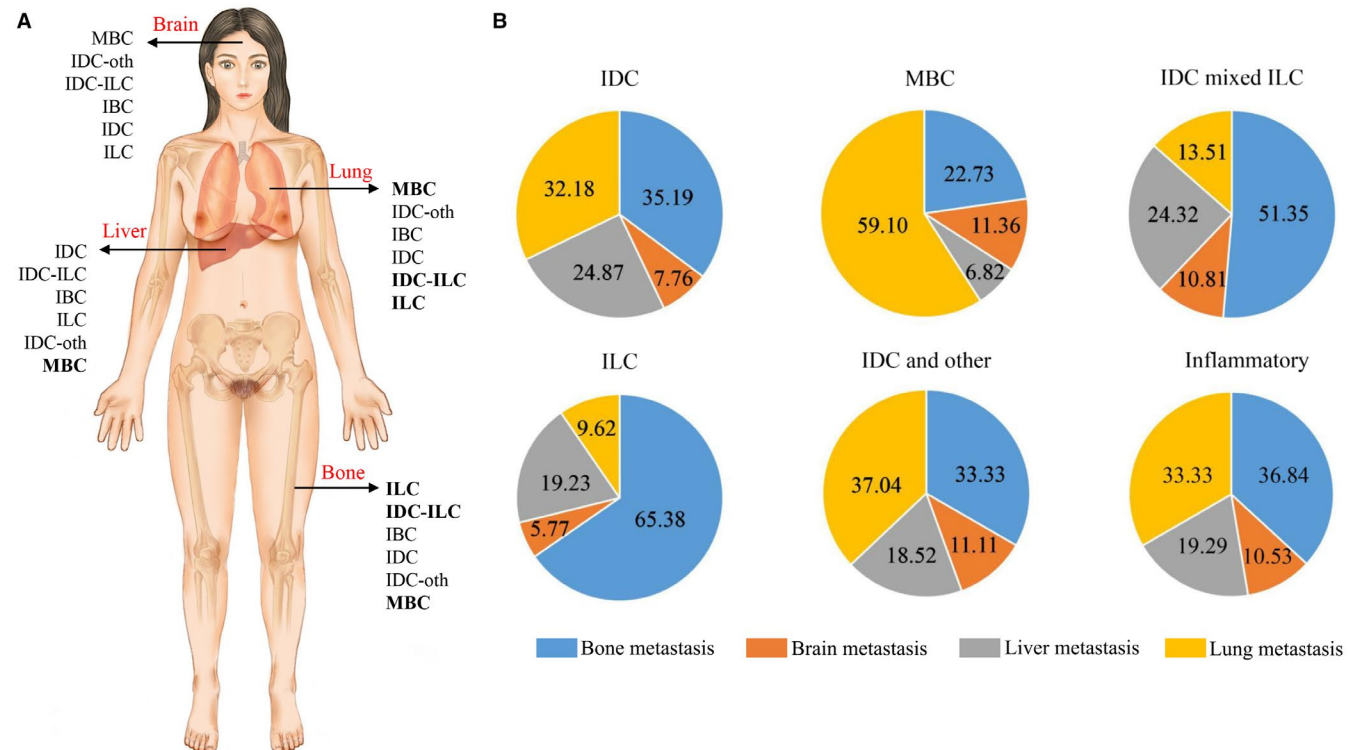 A
Brain
MBC
IDC-oth
IDC-ILC
IBC
IDC
ILC
Lung
MBC
IDC-oth
IBC
IDC
IDC-ILC
ILC
Liver
IDC
IDC-ILC
IBC
ILC
IDC-oth
MBC
Bone
ILC
IDC-ILC
IBC
IDC
IDC-oth
MBC
B
IDC
32.18
35.19
24.87
7.76
MBC
22.73
59.10
11.36
6.82
IDC mixed ILC
13.51
24.32
51.35
10.81
ILC
9.62
19.23
5.77
65.38
IDC and other
37.04
33.33
18.52
11.11
Inflammatory
33.33
36.84
19.29
10.53
Bone metastasis
Brain metastasis
Liver metastasis
Lung metastasis